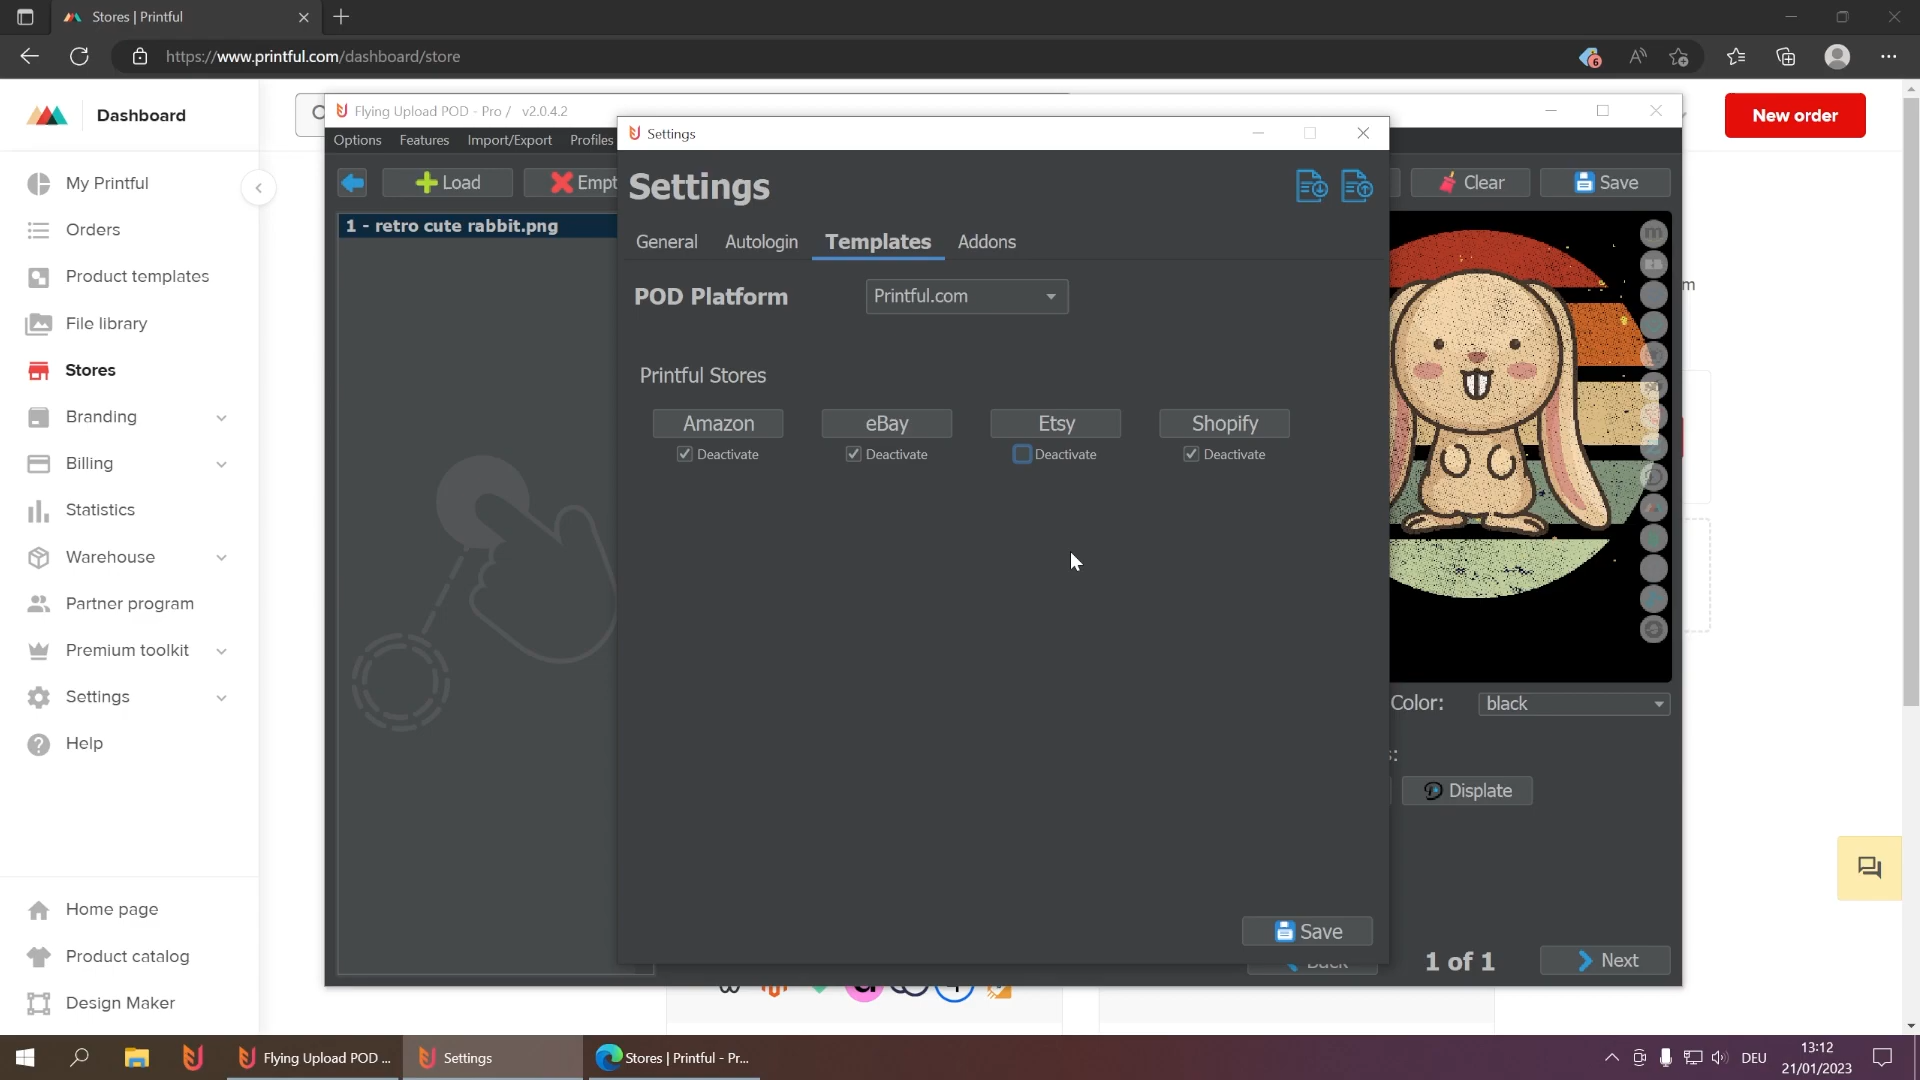 Stores | Printful
https://www.printful.com/dashboard/store
6
Dashboard
New order
My Printful
Orders
Product templates
File library
Stores
Branding
Billing
Statistics
Warehouse
Partner program
Premium toolkit
Settings
Help
Home page
Product catalog
Design Maker
Flying Upload POD - Pro / v2.0.4.2
Options Features Import/Export Profiles
Load
Empt
Clear
Save
1 - retro cute rabbit.png
Settings
Settings
General Autologin Templates Addons
POD Platform Printful.com
Printful Stores
Amazon eBay Etsy Shopify
Deactivate Deactivate Deactivate Deactivate
Save
m
Color: black
s:
Displate
Back
1 of 1
Next
Flying Upload POD ...
Settings
Stores | Printful - Pr...
DEU
13:12
21/01/2023